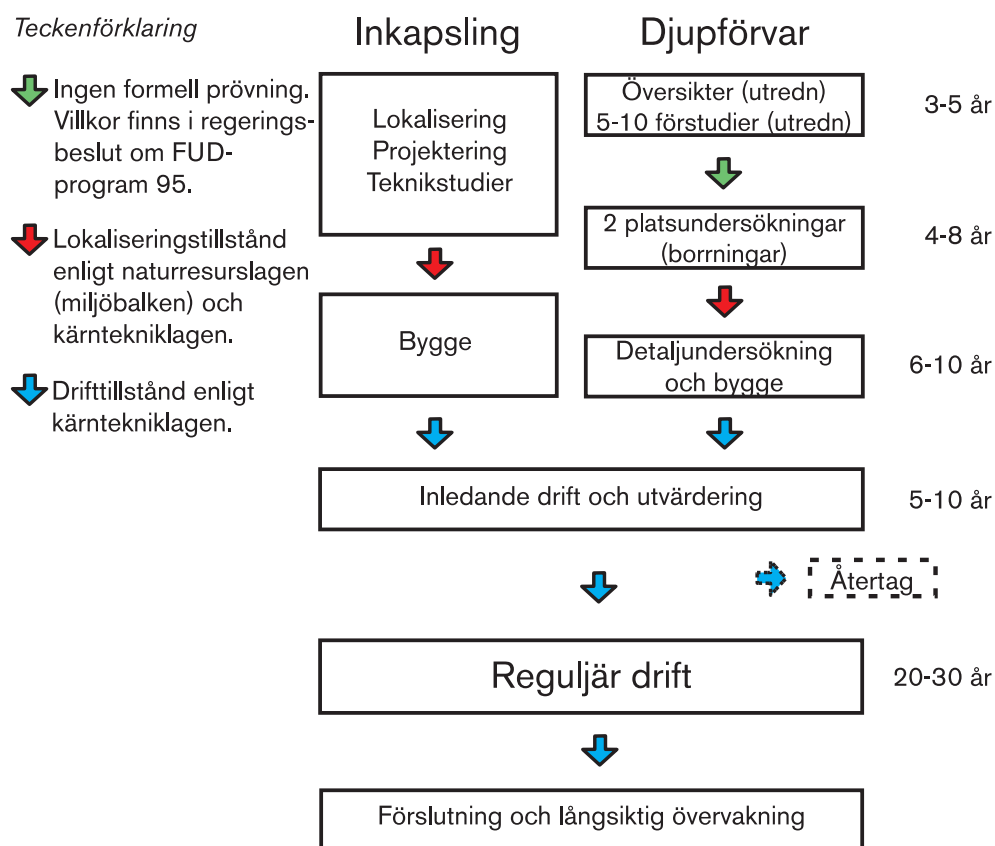 Teckenförklaring
Ingen formell prövning.
Villkor finns i regerings-
beslut om FUD-
program 95.
Lokaliseringstillstånd
enligt naturresurslagen
(miljöbalken) och
kärntekniklagen.
Drifttillstånd enligt
kärntekniklagen.
Inkapsling
Djupförvar
Lokalisering
Projektering
Teknikstudier
Översikter (utredn)
5-10 förstudier (utredn)
3-5 år
2 platsundersökningar
(borrningar)
4-8 år
Bygge
Detaljundersökning
och bygge
6-10 år
Inledande drift och utvärdering
5-10 år
Återtag
Reguljär drift
20-30 år
Förslutning och långsiktig övervakning